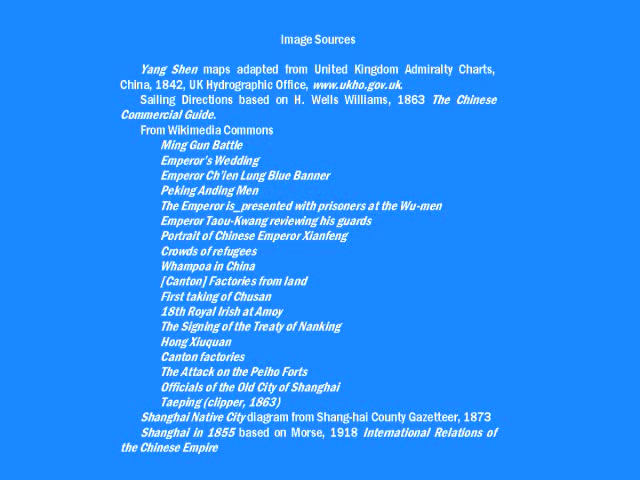 Image Sources
Yang Shen maps adapted from United Kingdom Admiralty Charts,
China, 1842, UK Hydrographic Office, www.ukho.gov.uk.
Sailing Directions based on H. Wells Williams, 1863 The Chinese
Commercial Guide.
From Wikimedia Commons
Ming Gun Battle
Emperor's Wedding
Emperor Ch'ien Lung Blue Banner
Peking Anding Men
The Emperor is_presented with prisoners at the Wu-men
Emperor Taou-Kwang reviewing his guards
Portrait of Chinese Emperor Xianfeng
Crowds of refugees
Whampoa in China
[Canton] Factories from land
First taking of Chusan
18th Royal Irish at Amoy
The Signing of the Treaty of Nanking
Hong Xiuquan
Canton factories
The Attack on the Peiho Forts
Officials of the Old City of Shanghai
Taeping (clipper, 1863)
Shanghai Native City diagram from Shang-hai County Gazetteer, 1873
Shanghai in 1855 based on Morse, 1918 International Relations of
the Chinese Empire